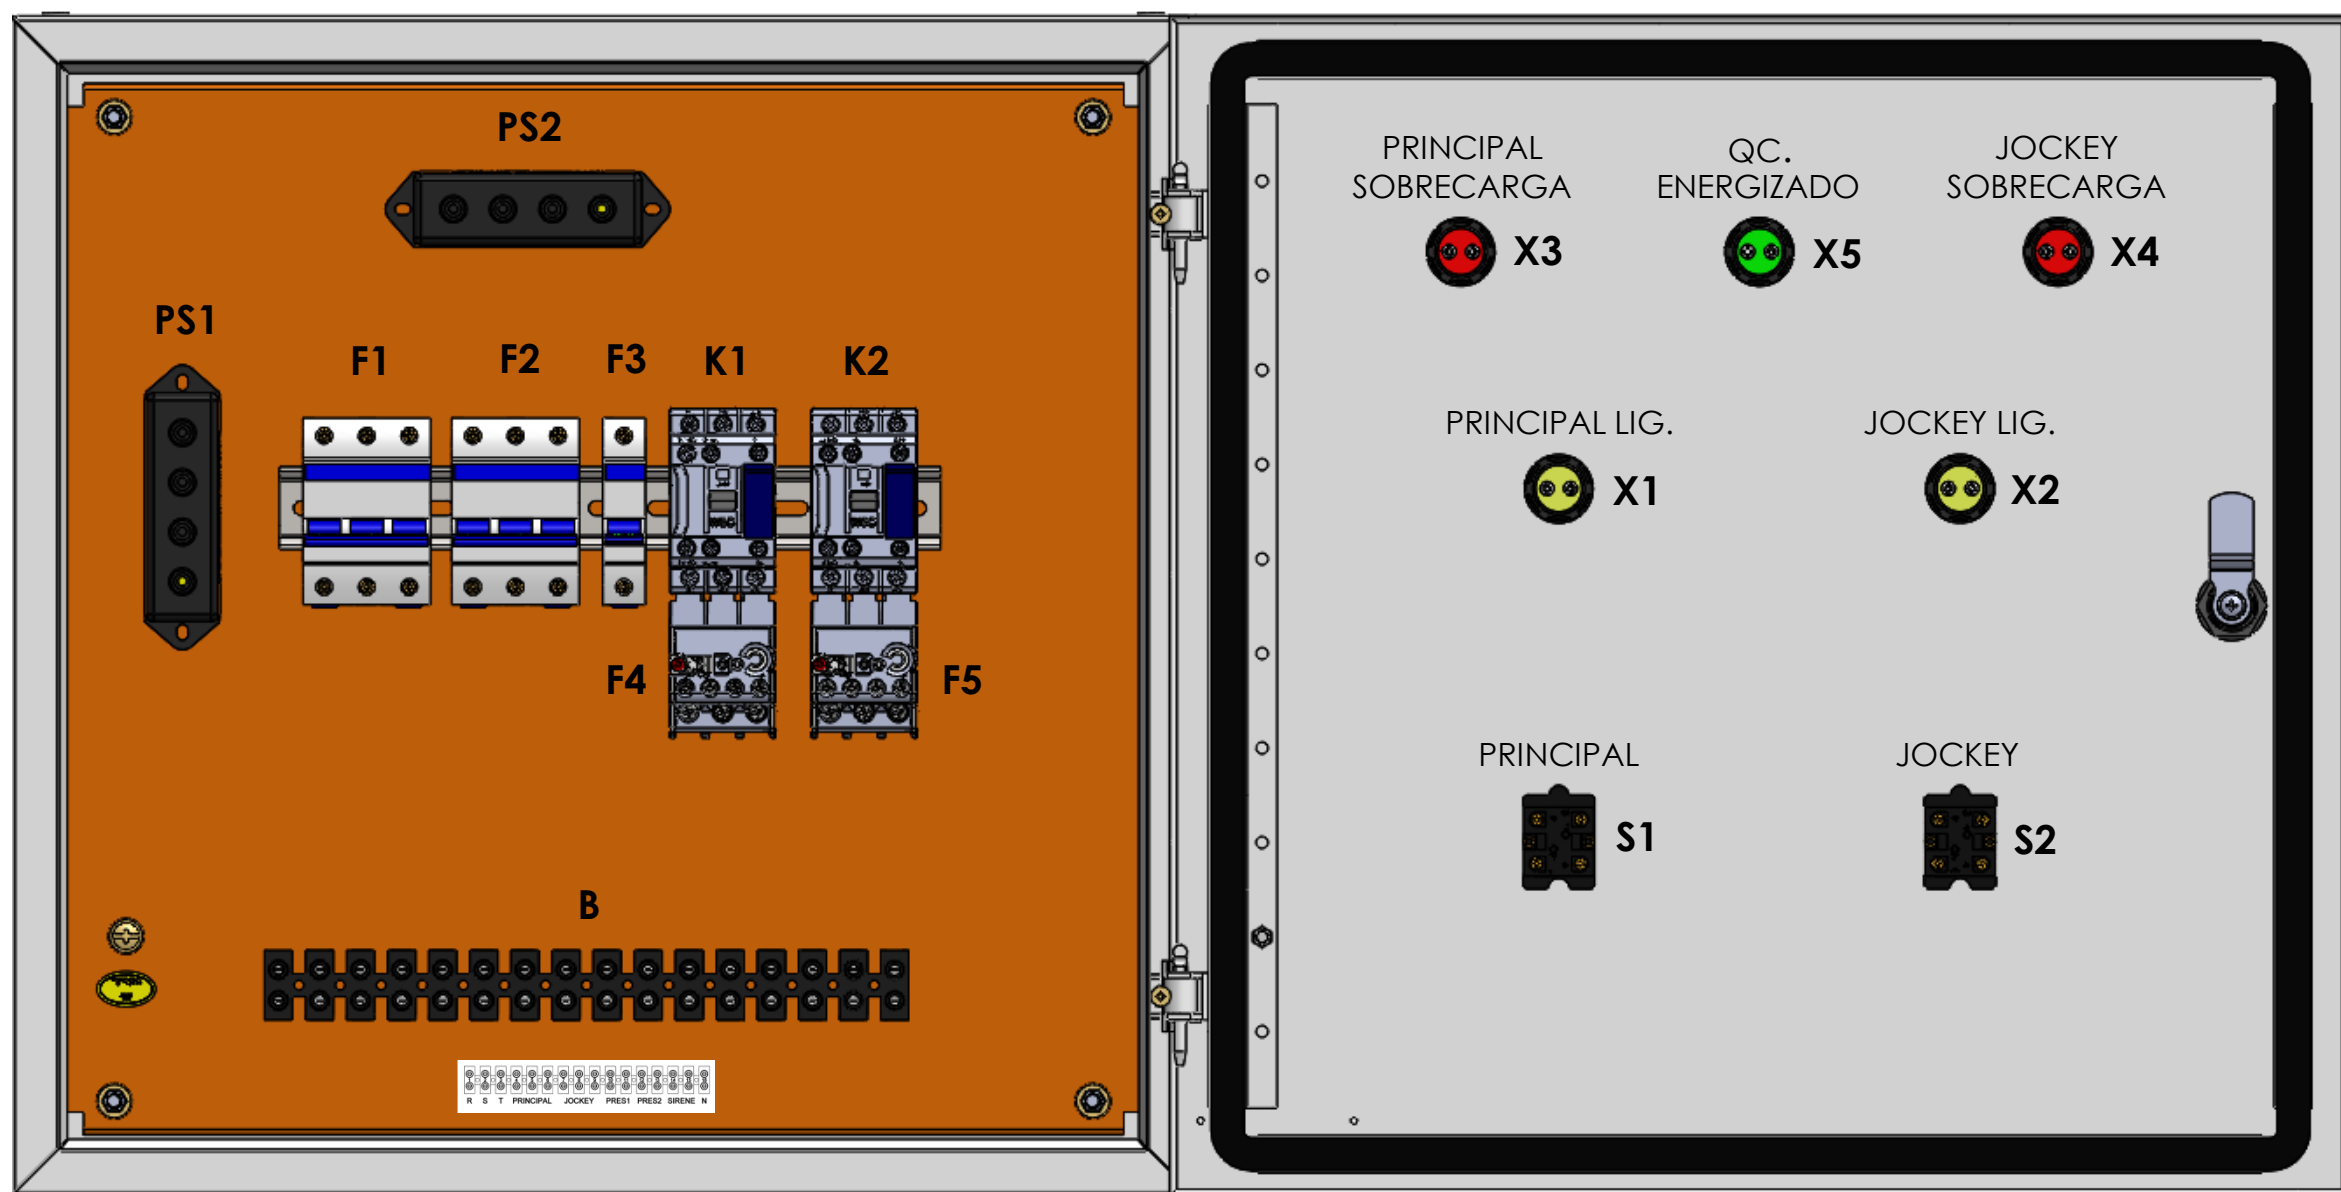 PS2
PS1
F1
F2
F3
K1
K2
F4
F5
B
R S T PRINCIPAL JOCKEY PRES1 PRES2 SIRENE N
PRINCIPAL
SOBRECARGA
X3
QC.
ENERGIZADO
X5
JOCKEY
SOBRECARGA
X4
PRINCIPAL LIG.
X1
JOCKEY LIG.
X2
PRINCIPAL
S1
JOCKEY
S2